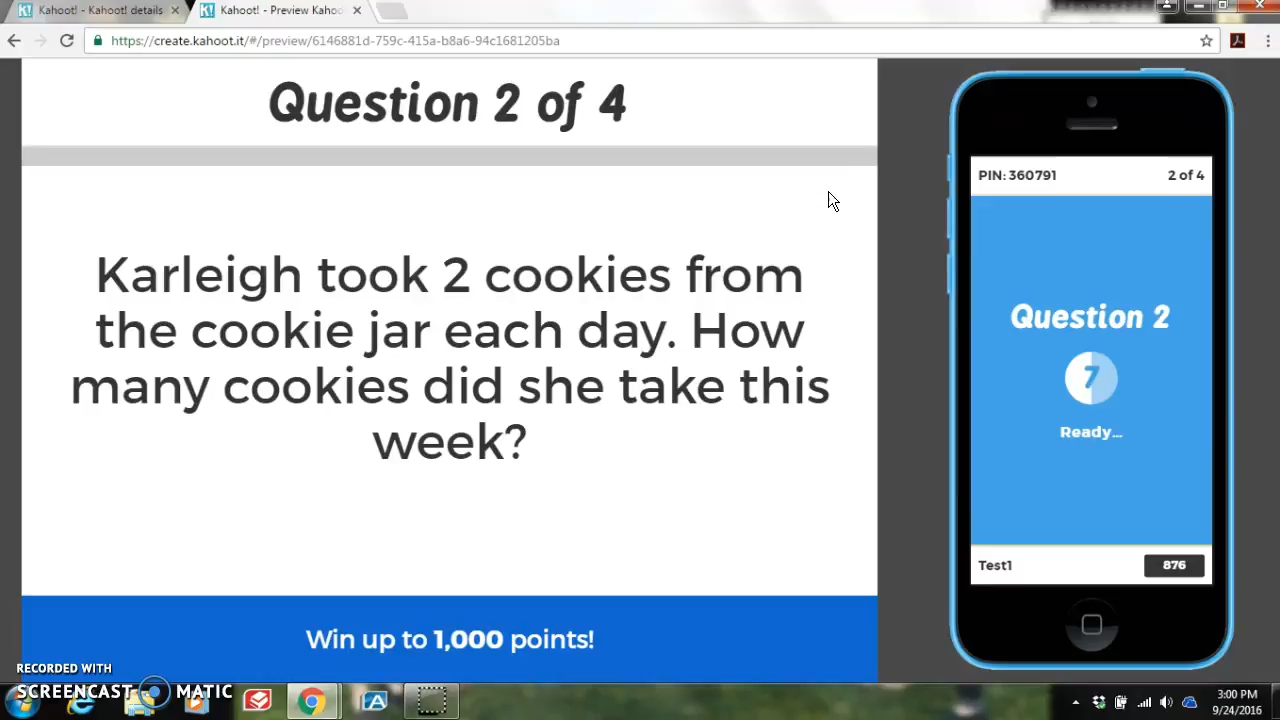 Kahoot! - Kahoot! details
Kahoot! - Preview Kahoo
https://create.kahoot.it/#/preview/6146881d-759c-415a-b8a6-94c1681205ba
Question 2 of 4
Karleigh took 2 cookies from
the cookie jar each day. How
many cookies did she take this
week?
Win up to 1,000 points!
PIN: 360791
2 of 4
Question 2
7
Ready...
Test1
876
RECORDED WITH
SCREENCAST MATIC
3:00 PM
9/24/2016